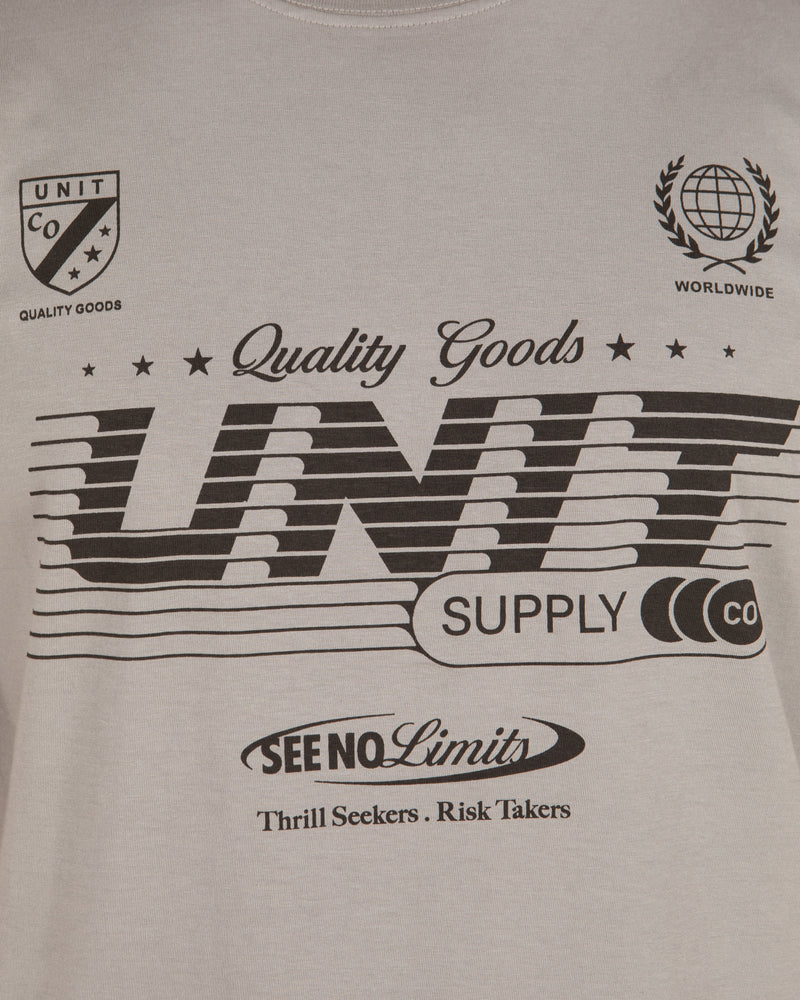 UNIT
CO
QUALITY GOODS
WORLDWIDE
Quality Goods
UNIT
SUPPLY CO
SEE NO Limits
Thrill Seekers . Risk Takers